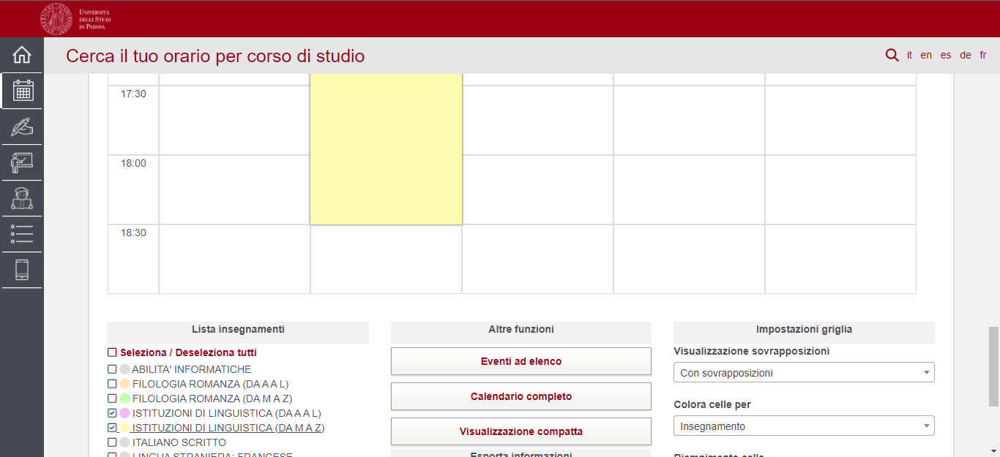 UNIVERSITÀ
DEGLI STUDI
DI PADOVA
Cerca il tuo orario per corso di studio
it en es de fr
17:30
18:00
18:30
Lista insegnamenti
Seleziona / Deseleziona tutti
ABILITA' INFORMATICHE
FILOLOGIA ROMANZA (DA A A L)
FILOLOGIA ROMANZA (DA M A Z)
ISTITUZIONI DI LINGUISTICA (DA A A L)
ISTITUZIONI DI LINGUISTICA (DA M A Z)
ITALIANO SCRITTO
LINGUA STRANIERA: FRANCESE
Altre funzioni
Eventi ad elenco
Calendario completo
Visualizzazione compatta
Esporta informazioni
Impostazioni griglia
Visualizzazione sovrapposizioni
Con sovrapposizioni
Colora celle per
Insegnamento
Riempimento celle